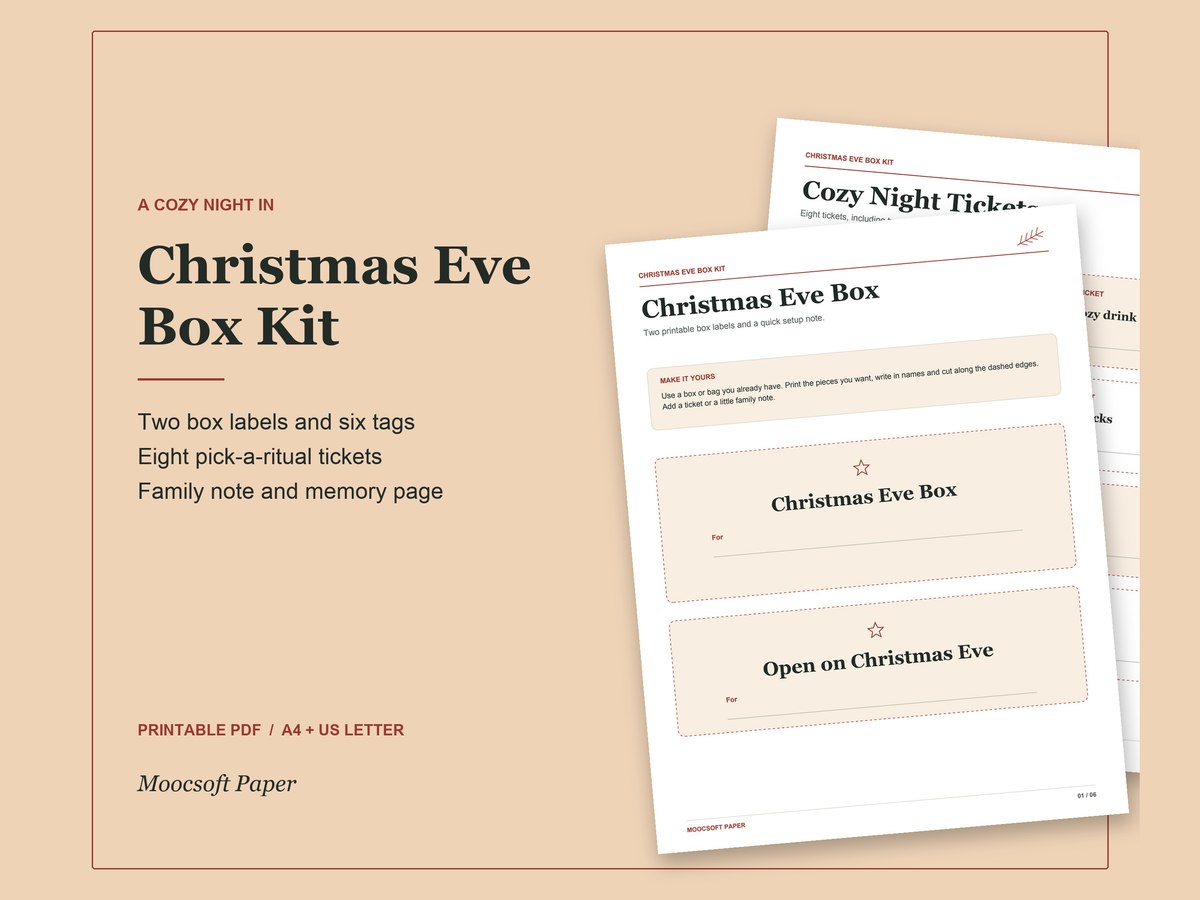 A COZY NIGHT IN
Christmas Eve
Box Kit
Two box labels and six tags
Eight pick-a-ritual tickets
Family note and memory page
PRINTABLE PDF / A4 + US LETTER
Moocsoft Paper
CHRISTMAS EVE BOX KIT
Cozy Night Tickets
Eight tickets, including
CHRISTMAS EVE BOX KIT
Christmas Eve Box
Two printable box labels and a quick setup note.
MAKE IT YOURS
Use a box or bag you already have. Print the pieces you want, write in names and cut along the dashed edges.
Add a ticket or a little family note.
Christmas Eve Box
For
Open on Christmas Eve
For
MOOCSOFT PAPER
01 / 06
drink